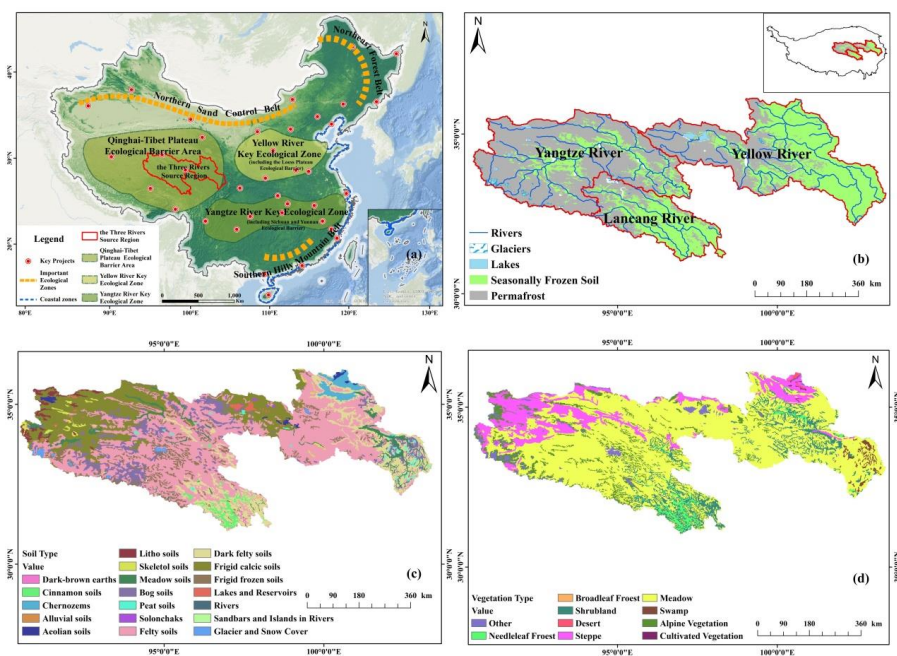 N
40°N
30°N
20°N
Northeast Forest Belt
Northern Sand Control Belt
Qinghai-Tibet Plateau
Ecological Barrier Area
the Three Rivers
Source Region
Yellow River
Key Ecological Zone
(including the Loess Plateau
Ecological Barrier)
Yangtze River Key Ecological Zone
(including Sichuan and Yunnan
Ecological Barrier)
Southern Hills Mountain Belt
(a)
Legend
Key Projects
Important
Ecological
Zones
Coastal zones
the Three Rivers
Source Region
Qinghai-Tibet
Plateau Ecological
Barrier Area
Yellow River Key
Ecological Zone
Yangtze River Key
Ecological Zone
0 500 1,000
Km
80°E 90°E 100°E 110°E 120°E 130°E
N
35°0'0"N
30°0'0"N
Yangtze River
Yellow River
Lancang River
Rivers
Glaciers
Lakes
Seasonally Frozen Soil
Permafrost
(b)
0 90 180 360 km
95°0'0"E 100°0'0"E
95°0'0"E 100°0'0"E
N
35°0'0"N
30°0'0"N
Soil Type
Value
Dark-brown earths
Cinnamon soils
Chernozems
Alluvial soils
Aeolian soils
Litho soils
Skeletol soils
Meadow soils
Bog soils
Peat soils
Solonchaks
Felty soils
Dark felty soils
Frigid calcic soils
Frigid frozen soils
Lakes and Reservoirs
Rivers
Sandbars and Islands in Rivers
Glacier and Snow Cover
(c)
0 90 180 360 km
95°0'0"E 100°0'0"E
95°0'0"E 100°0'0"E
N
35°0'0"N
30°0'0"N
Vegetation Type
Value
Other
Needleleaf Frost
Broadleaf Frost
Shrubland
Desert
Steppe
Meadow
Swamp
Alpine Vegetation
Cultivated Vegetation
(d)
0 90 180 360 km
95°0'0"E 100°0'0"E